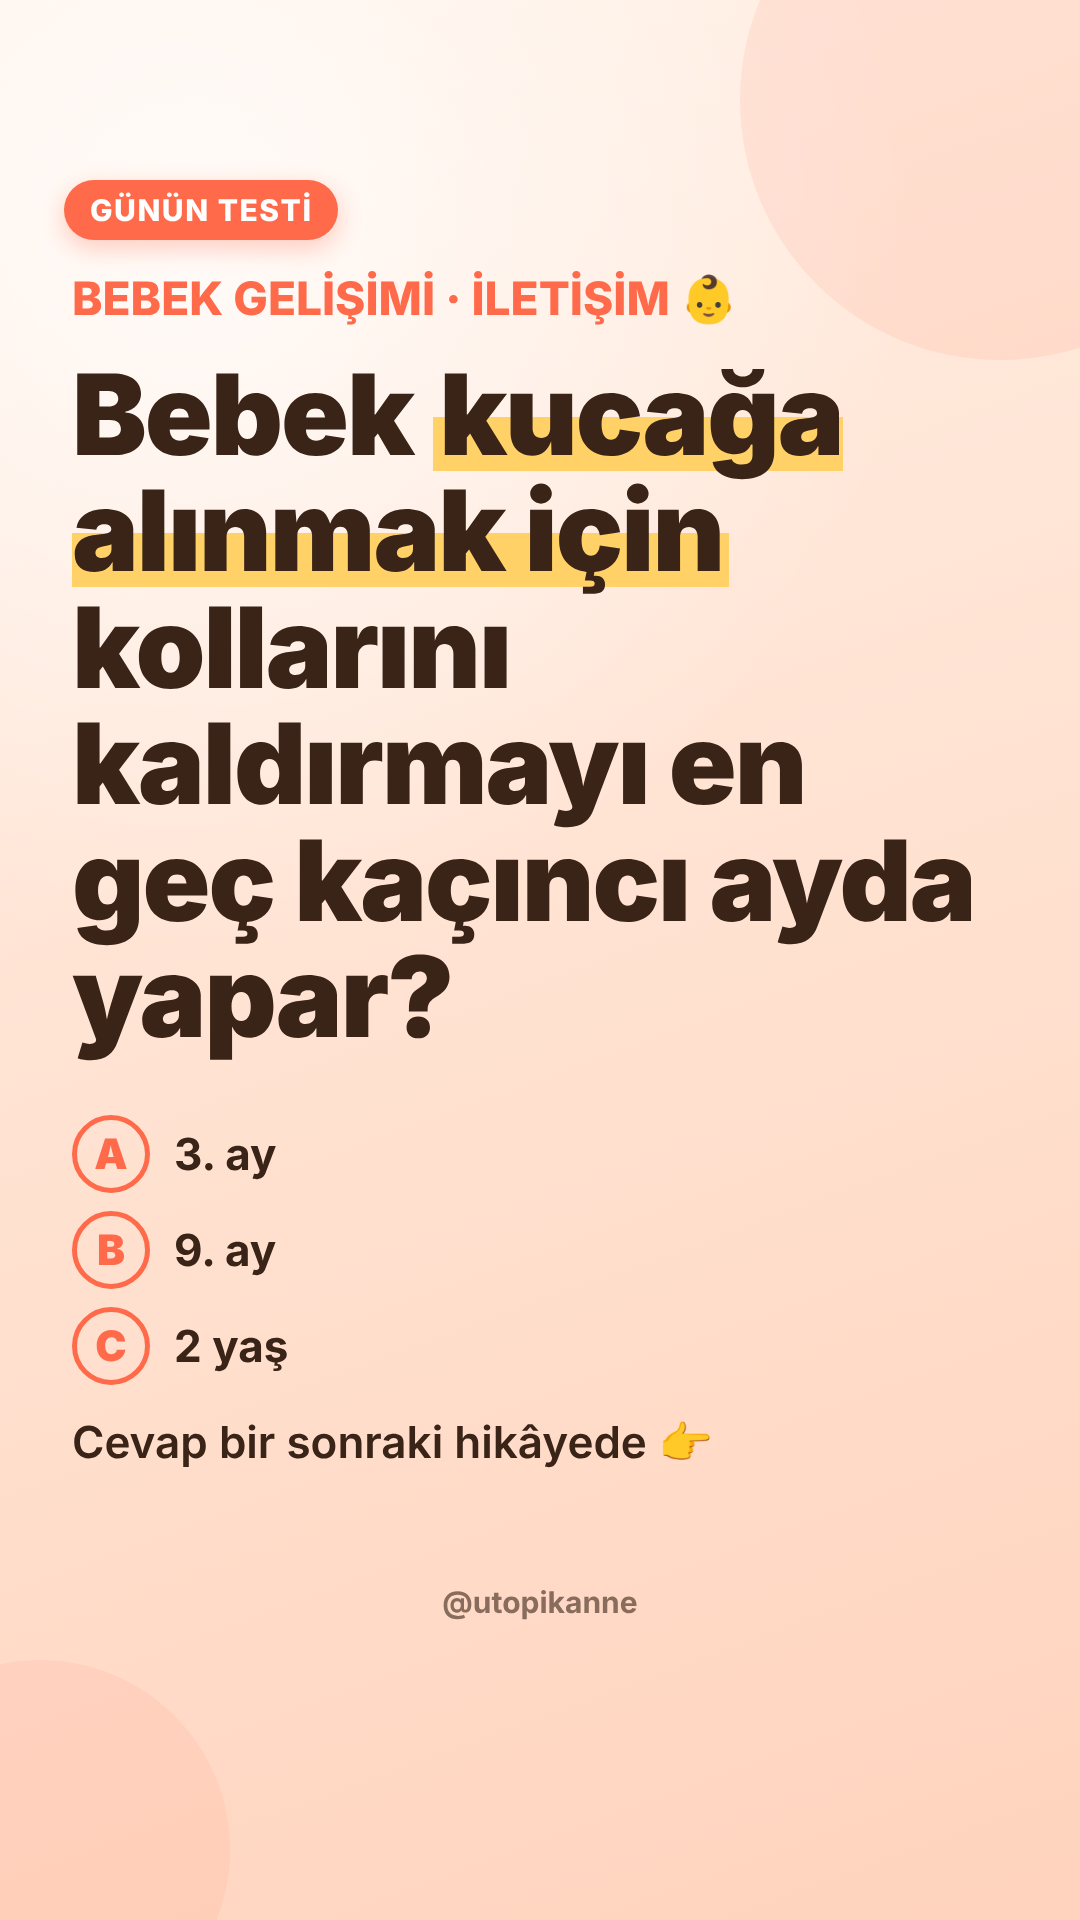 GÜNÜN TESTİ
BEBEK GELİŞİMİ · İLETİŞİM 👶
Bebek kucağa
alınmak için
kollarını
kaldırmayı en
geç kaçıncı ayda
yapar?
A 3. ay
B 9. ay
C 2 yaş
Cevap bir sonraki hikâyede 👉
@utopikanne